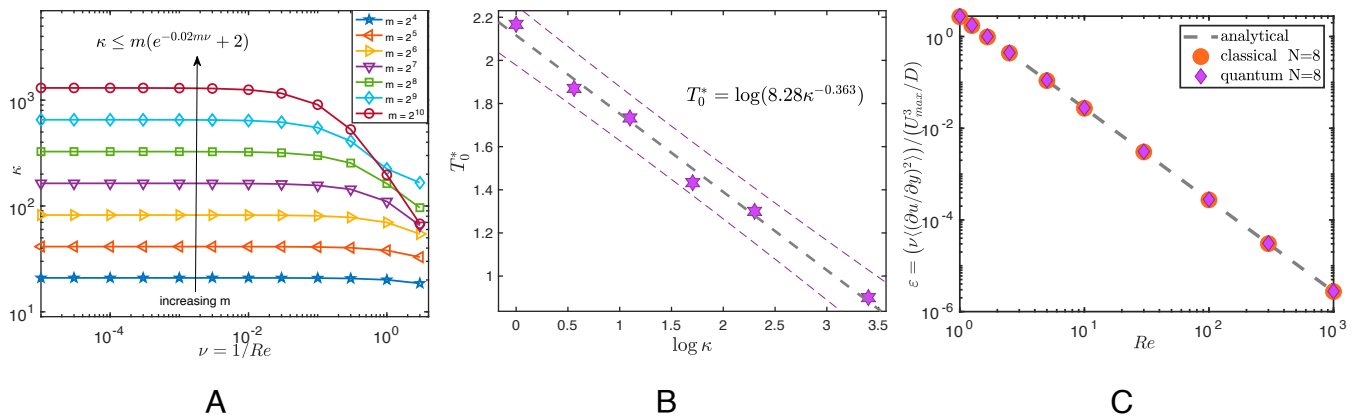 κ ≤ m(e^{-0.02mν} + 2)
m = 2^4
m = 2^5
m = 2^6
m = 2^7
m = 2^8
m = 2^9
m = 2^{10}
10^3
10^2
10^1
κ
increasing m
10^{-4}
10^{-2}
10^0
ν = 1/Re
A
2.2
2
1.8
1.6
1.4
1.2
1
T_0^*
T_0^* = log(8.28κ^{-0.363})
0
0.5
1
1.5
2
2.5
3
3.5
log κ
B
analytical
classical N=8
quantum N=8
10^0
10^{-2}
10^{-4}
10^{-6}
ε = (ν⟨(∂u/∂y)^2⟩)/(U_{max}^3/D)
10^0
10^1
10^2
10^3
Re
C